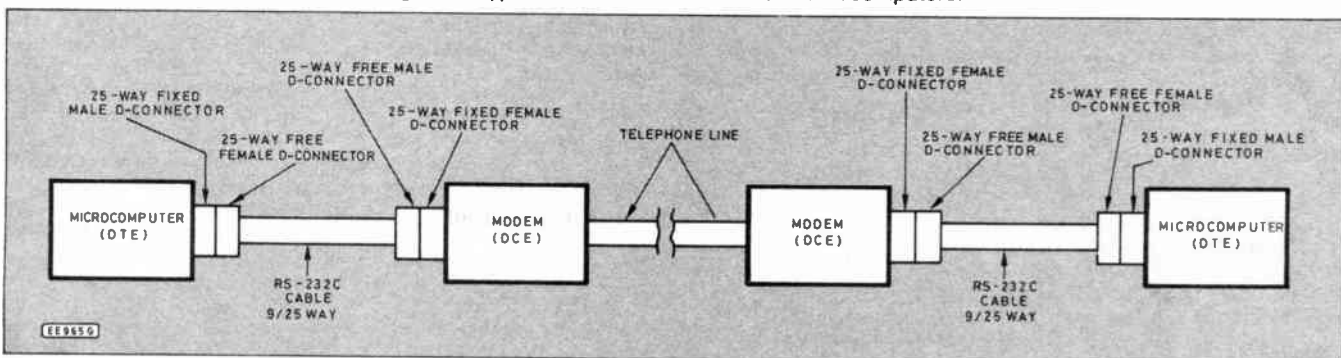 25-WAY FIXED
MALE D-CONNECTOR
25-WAY FREE MALE
D-CONNECTOR
25-WAY FREE
FEMALE D-CONNECTOR
25-WAY FIXED FEMALE
D-CONNECTOR
TELEPHONE LINE
25-WAY FIXED FEMALE
D-CONNECTOR
25-WAY FREE MALE
D-CONNECTOR
25-WAY FREE FEMALE
D-CONNECTOR
25-WAY FIXED MALE
D-CONNECTOR
MICROCOMPUTER
(DTE)
RS-232C
CABLE
9/25 WAY
MODEM
(DCE)
MODEM
(DCE)
RS-232C
CABLE
9/25 WAY
MICROCOMPUTER
(DTE)
EE965G